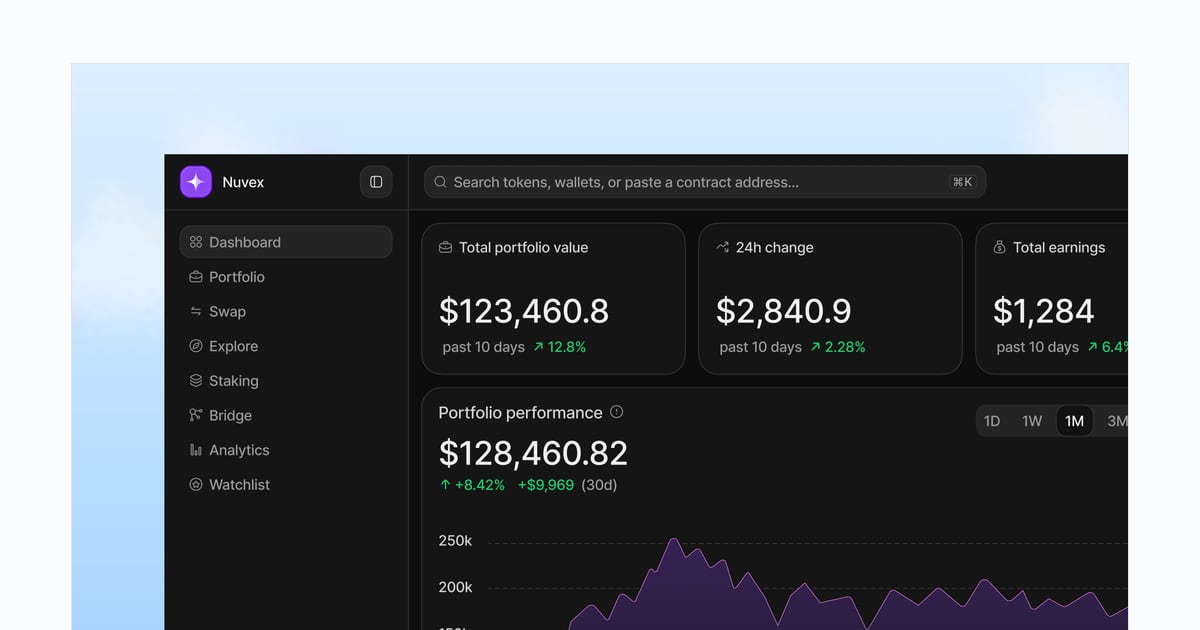 Nuvex
Search tokens, wallets, or paste a contract address...
⌘K
Dashboard
Portfolio
Swap
Explore
Staking
Bridge
Analytics
Watchlist
Total portfolio value
$123,460.8
past 10 days ↗ 12.8%
24h change
$2,840.9
past 10 days ↗ 2.28%
Total earnings
$1,284
past 10 days ↗ 6.4%
Portfolio performance
1D 1W 1M 3M
$128,460.82
↑ +8.42% +$9,969 (30d)
250k
200k